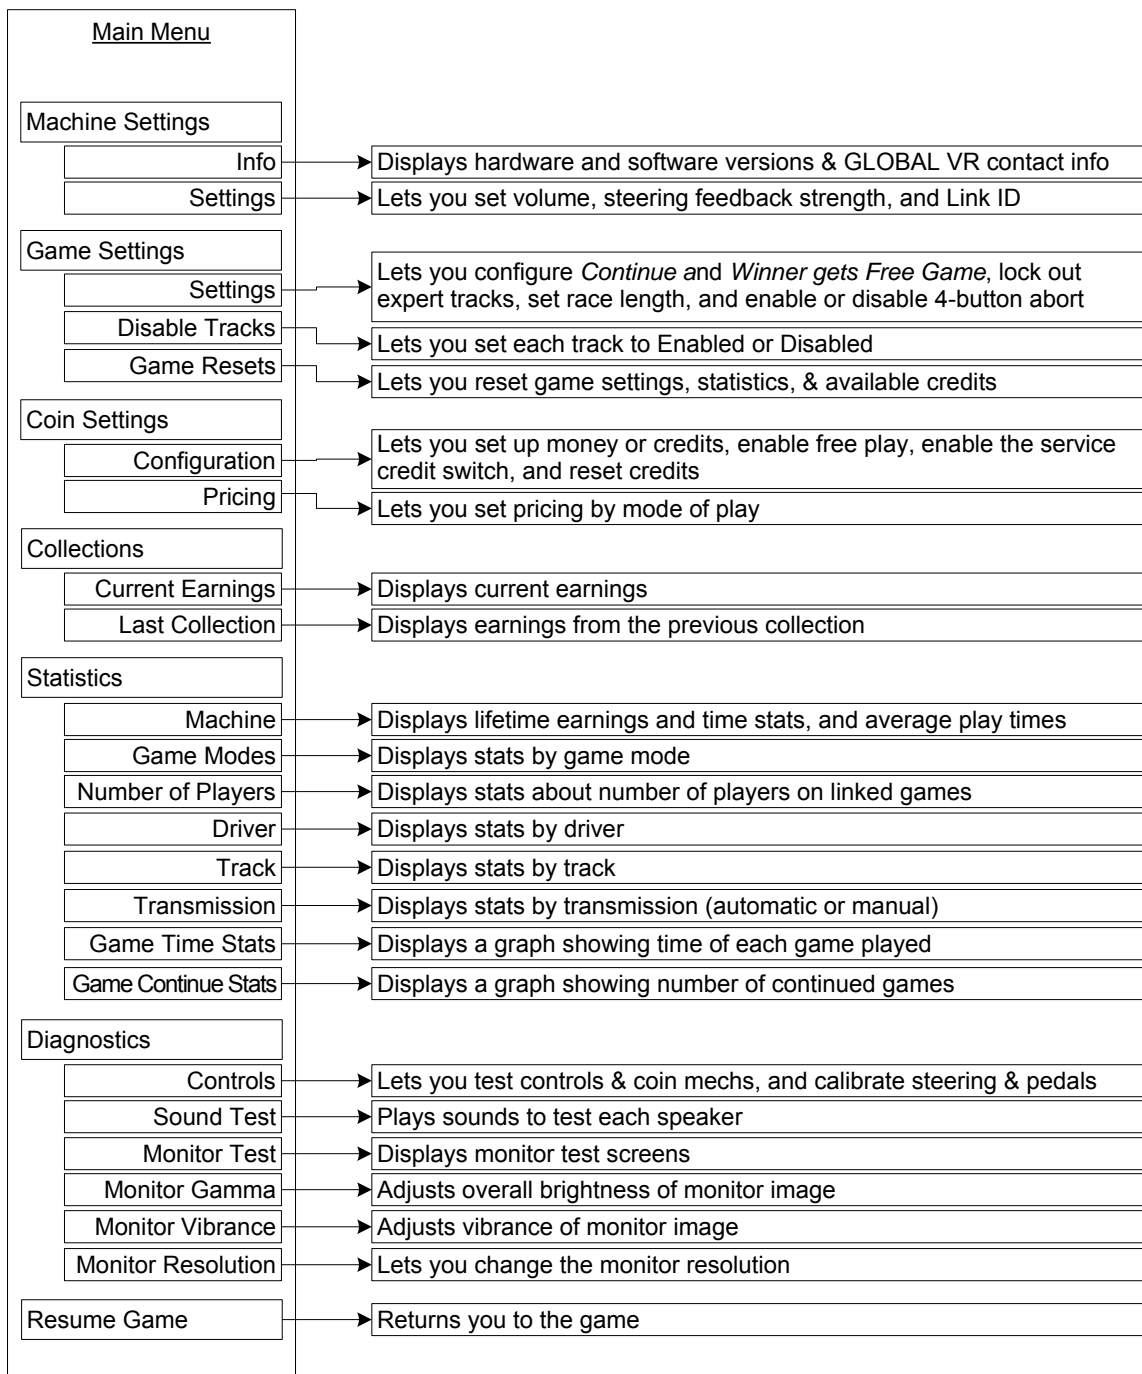 Main Menu
Machine Settings
Info
Displays hardware and software versions & GLOBAL VR contact info
Settings
Lets you set volume, steering feedback strength, and Link ID
Game Settings
Settings
Lets you configure Continue and Winner gets Free Game, lock out
expert tracks, set race length, and enable or disable 4-button abort
Disable Tracks
Lets you set each track to Enabled or Disabled
Game Resets
Lets you reset game settings, statistics, & available credits
Coin Settings
Configuration
Lets you set up money or credits, enable free play, enable the service
credit switch, and reset credits
Pricing
Lets you set pricing by mode of play
Collections
Current Earnings
Displays current earnings
Last Collection
Displays earnings from the previous collection
Statistics
Machine
Displays lifetime earnings and time stats, and average play times
Game Modes
Displays stats by game mode
Number of Players
Displays stats about number of players on linked games
Driver
Displays stats by driver
Track
Displays stats by track
Transmission
Displays stats by transmission (automatic or manual)
Game Time Stats
Displays a graph showing time of each game played
Game Continue Stats
Displays a graph showing number of continued games
Diagnostics
Controls
Lets you test controls & coin mechs, and calibrate steering & pedals
Sound Test
Plays sounds to test each speaker
Monitor Test
Displays monitor test screens
Monitor Gamma
Adjusts overall brightness of monitor image
Monitor Vibrance
Adjusts vibrance of monitor image
Monitor Resolution
Lets you change the monitor resolution
Resume Game
Returns you to the game